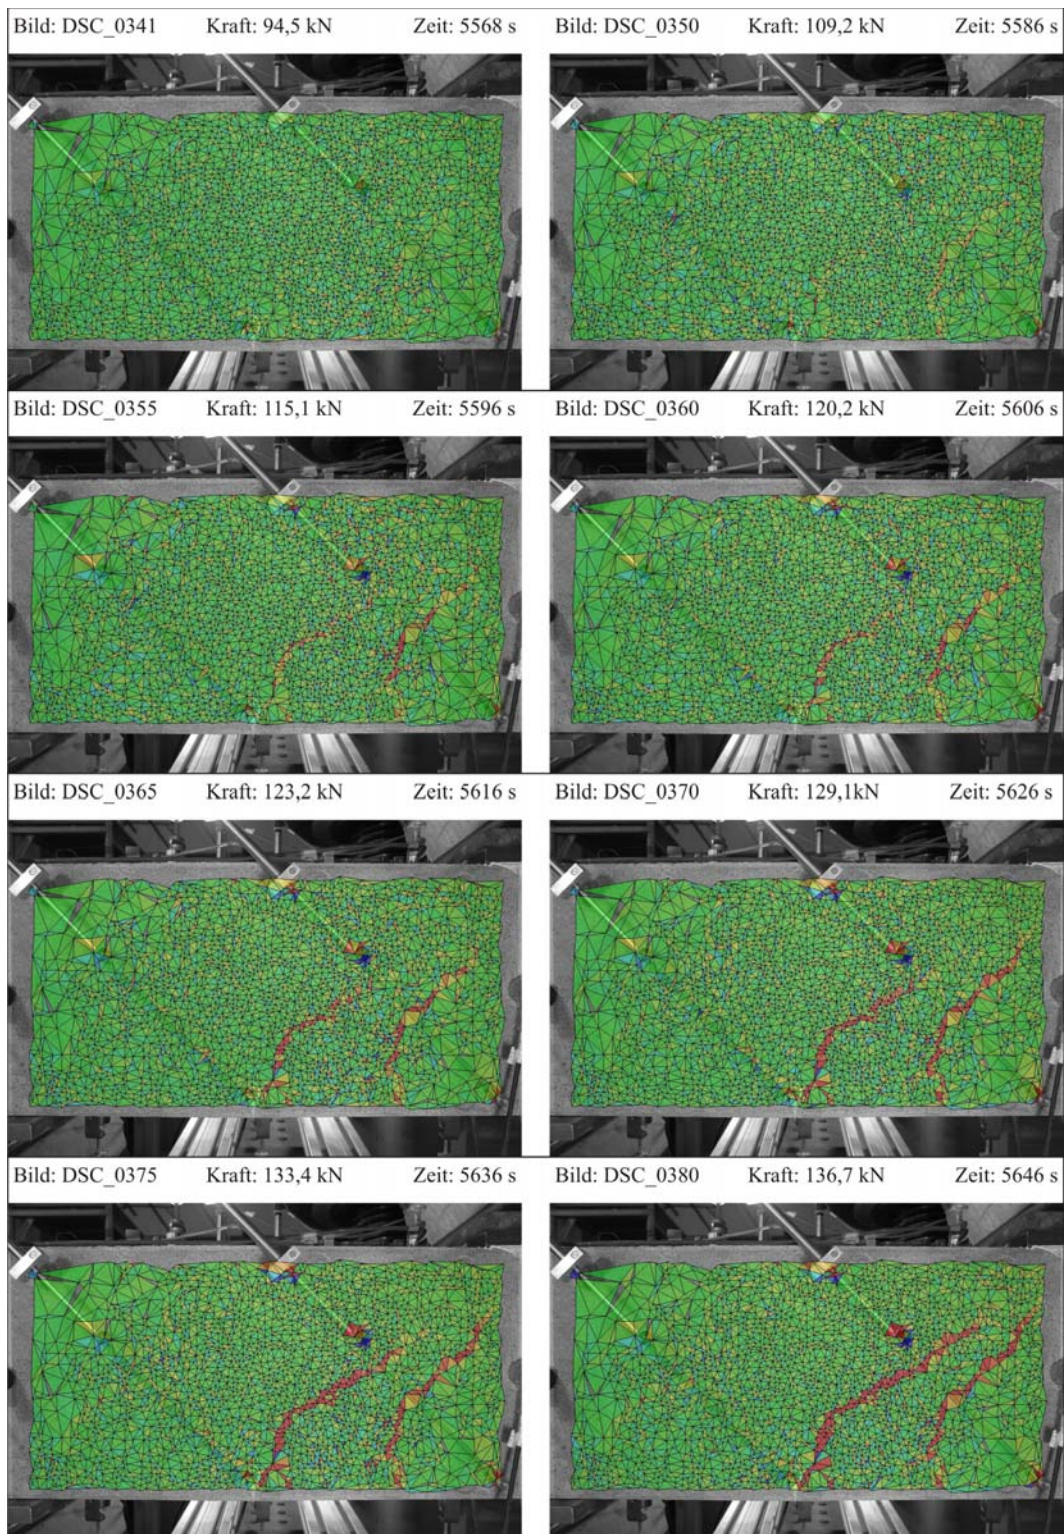 Bild: DSC_0341 Kraft: 94,5 kN Zeit: 5568 s
Bild: DSC_0350 Kraft: 109,2 kN Zeit: 5586 s
Bild: DSC_0355 Kraft: 115,1 kN Zeit: 5596 s
Bild: DSC_0360 Kraft: 120,2 kN Zeit: 5606 s
Bild: DSC_0365 Kraft: 123,2 kN Zeit: 5616 s
Bild: DSC_0370 Kraft: 129,1kN Zeit: 5626 s
Bild: DSC_0375 Kraft: 133,4 kN Zeit: 5636 s
Bild: DSC_0380 Kraft: 136,7 kN Zeit: 5646 s